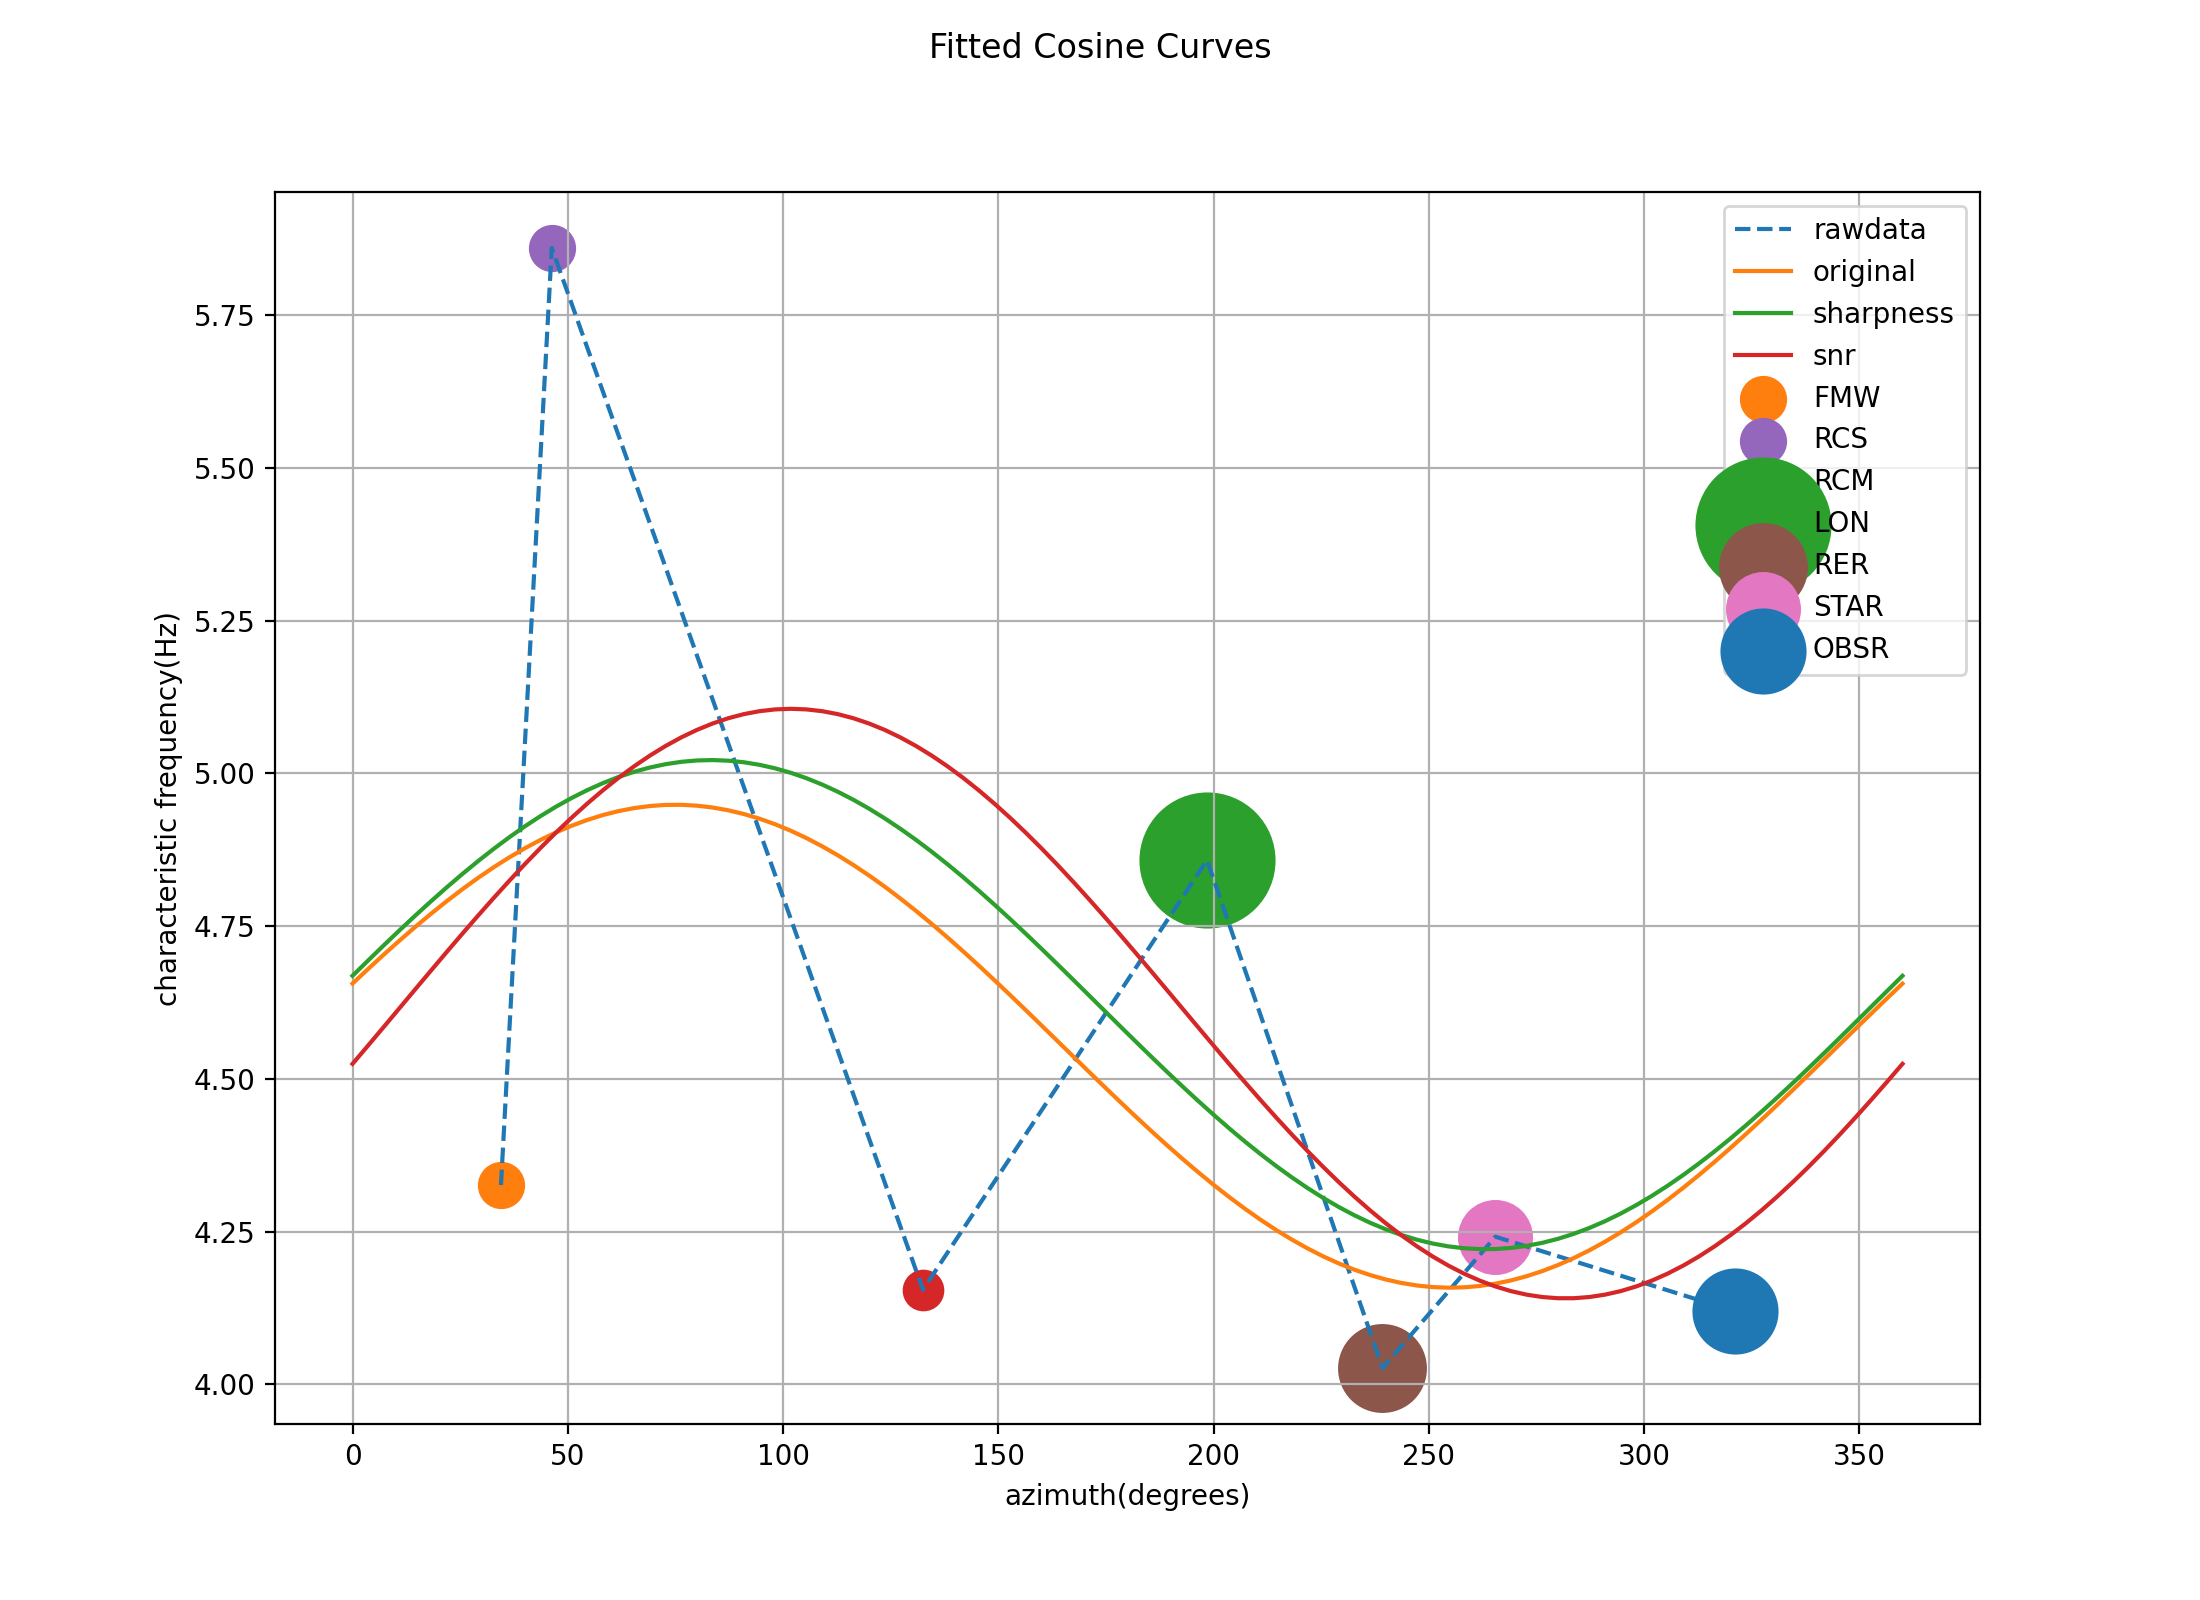 Fitted Cosine Curves
rawdata
original
sharpness
snr
FMW
RCS
RCM
LON
RER
STAR
OBSR
5.75
5.50
5.25
5.00
4.75
4.50
4.25
4.00
characteristic frequency(Hz)
0 50 100 150 200 250 300 350
azimuth(degrees)